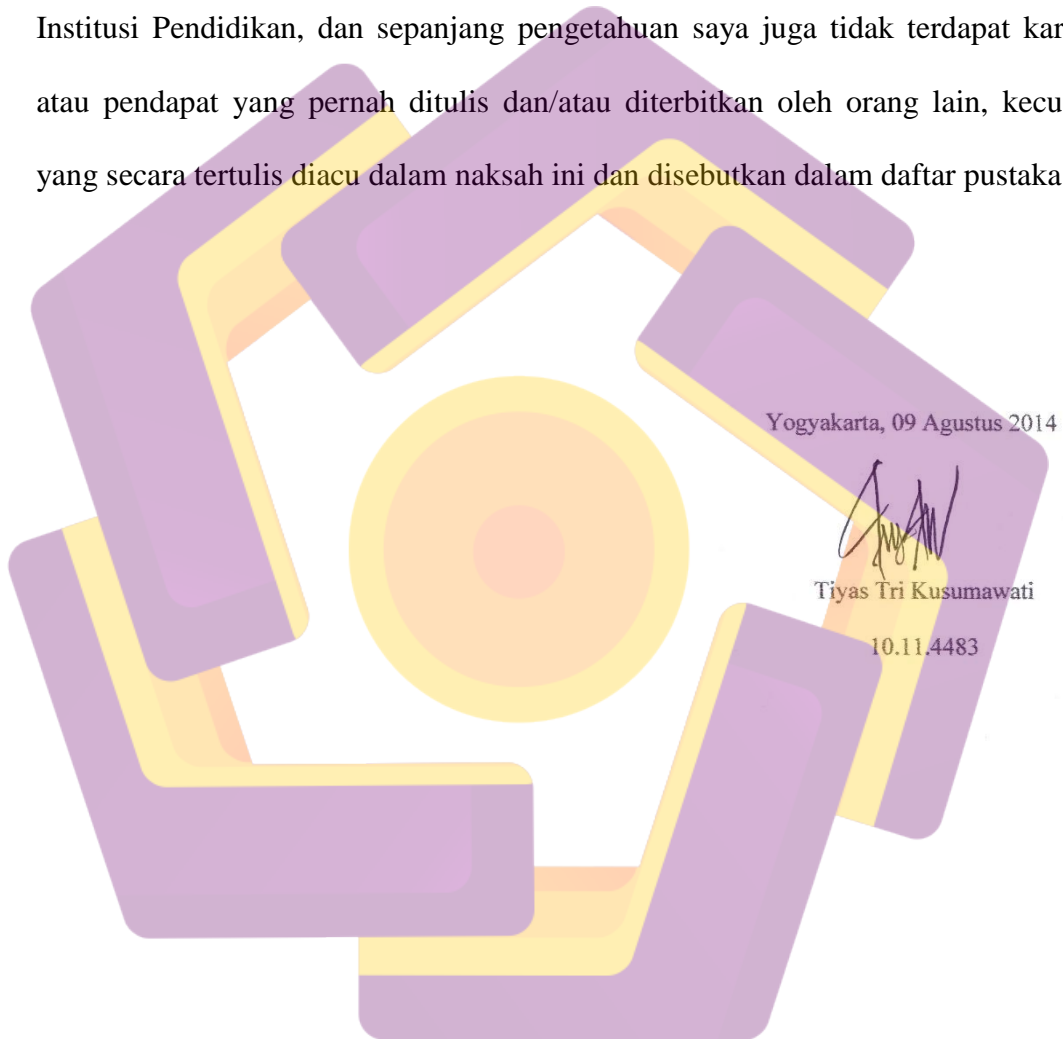 Institusi Pendidikan, dan sepanjang pengetahuan saya juga tidak terdapat kar
atau pendapat yang pernah ditulis dan/atau diterbitkan oleh orang lain, kecu
yang secara tertulis diacu dalam naksah ini dan disebutkan dalam daftar pustaka
Yogyakarta, 09 Agustus 2014
Tiyas Tri Kusumawati
10.11.4483